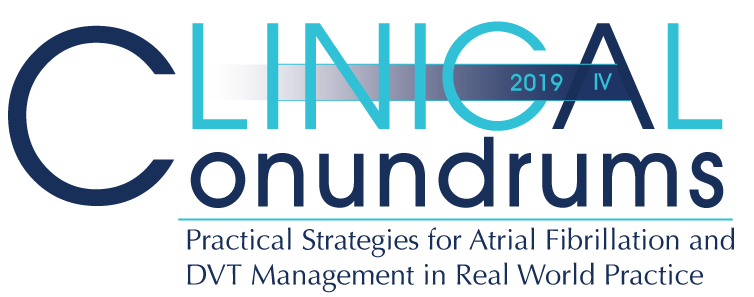 CLINICAL
2019 IV
Conundrums
Practical Strategies for Atrial Fibrillation and
DVT Management in Real World Practice